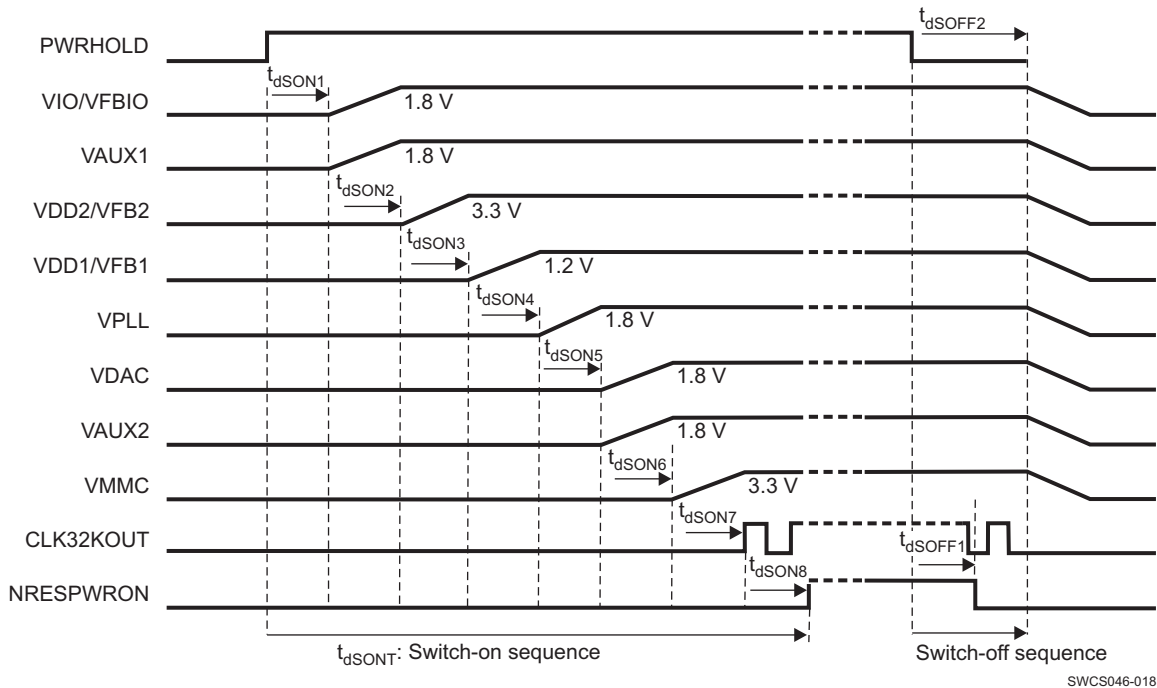 PWRHOLD
tdSOFF2
tdSON1
VIO/VFBIO
1.8 V
VAUX1
1.8 V
tdSON2
VDD2/VFB2
3.3 V
tdSON3
VDD1/VFB1
1.2 V
tdSON4
VPLL
1.8 V
tdSON5
VDAC
1.8 V
VAUX2
1.8 V
tdSON6
VMMC
3.3 V
tdSON7
CLK32KOUT
tdSOFF1
tdSON8
NRESPWRON
tdSONT: Switch-on sequence
Switch-off sequence
SWCS046-018